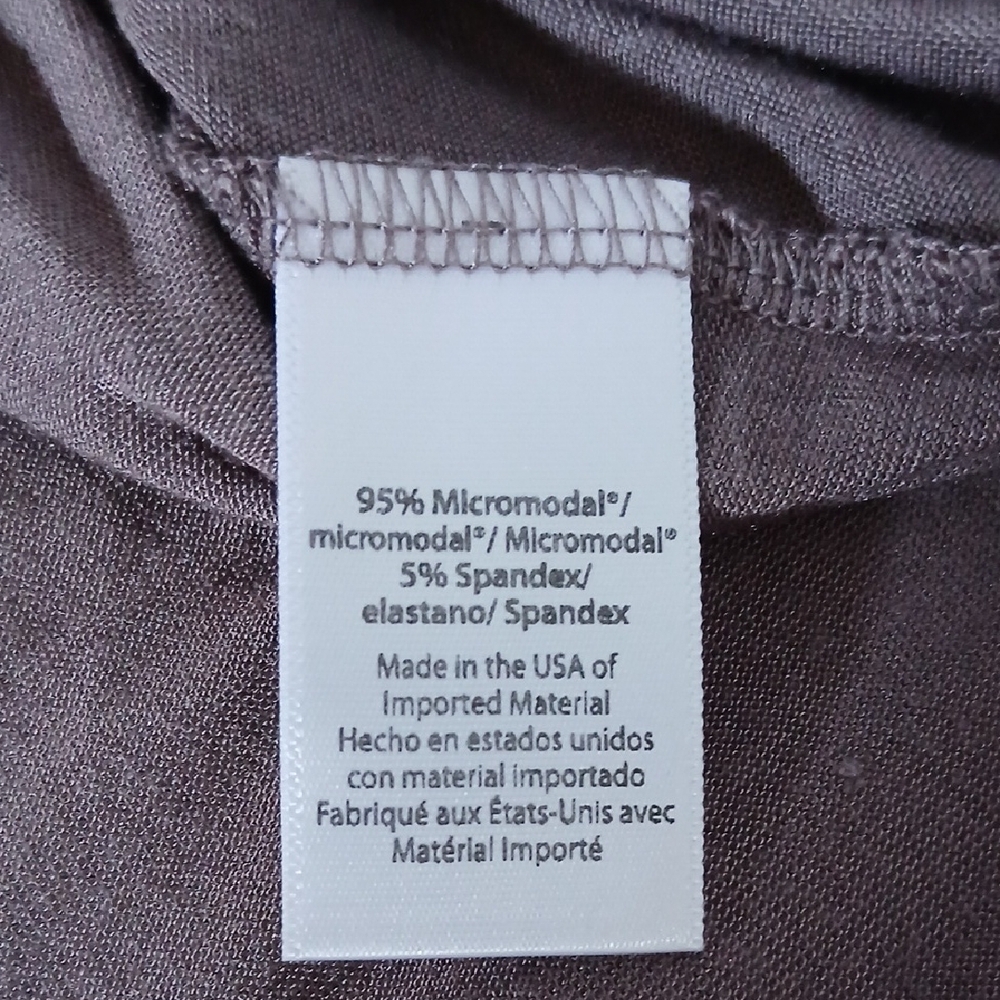 95% Micromodal®/
micromodal®/ Micromodal®
5% Spandex/
elastano/ Spandex
Made in the USA of
Imported Material
Hecho en estados unidos
con material importado
Fabriqué aux États-Unis avec
Matérial Importé